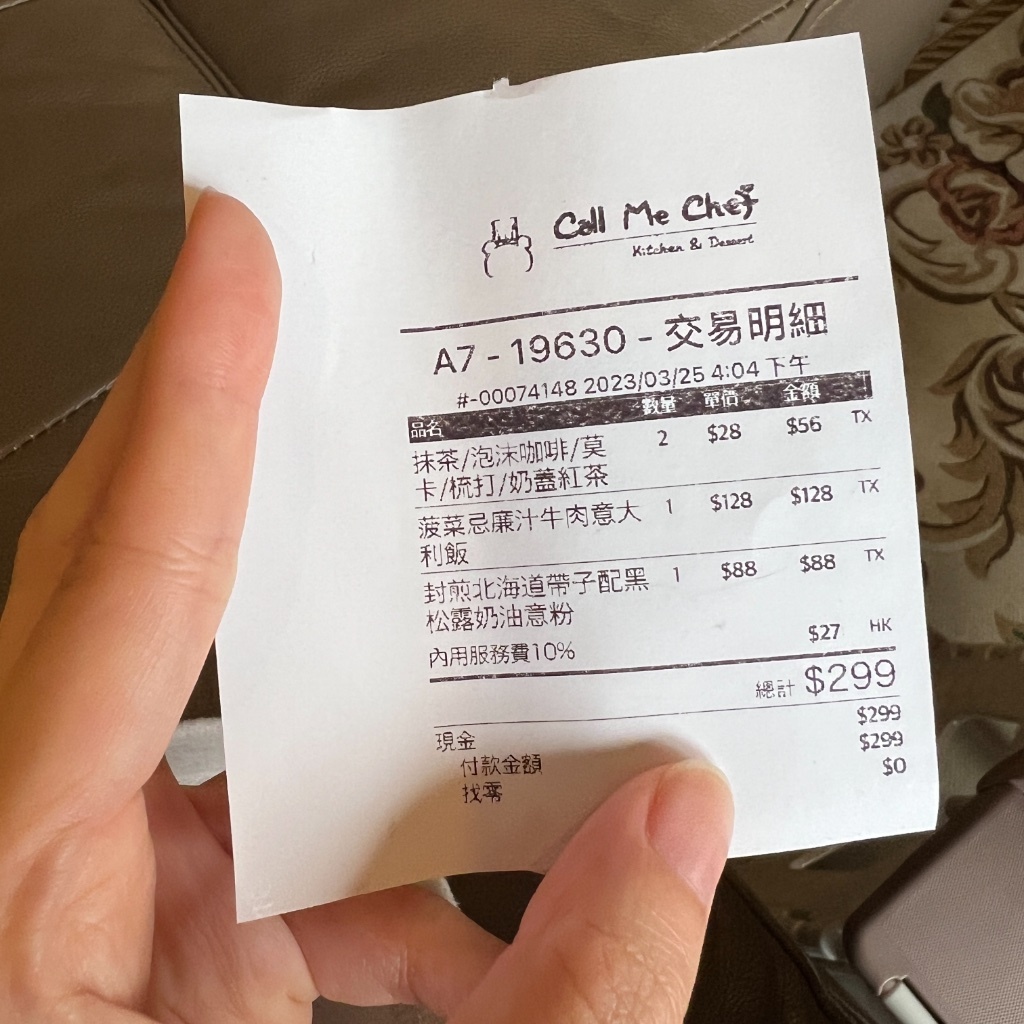 Call Me Chef
Kitchen & Dessert
A7 - 19630 - 交易明細
#-00074148 2023/03/25 4:04 下午
品名 數量 單價 金額
抹茶/泡沫咖啡/莫 2 $28 $56 TX
卡/梳打/奶蓋紅茶
菠菜忌廉汁牛肉意大 1 $128 $128 TX
利飯
封煎北海道帶子配黑 1 $88 $88 TX
松露奶油意粉
內用服務費10% $27 HK
總計 $299
現金 $299
付款金額 $299
找零 $0